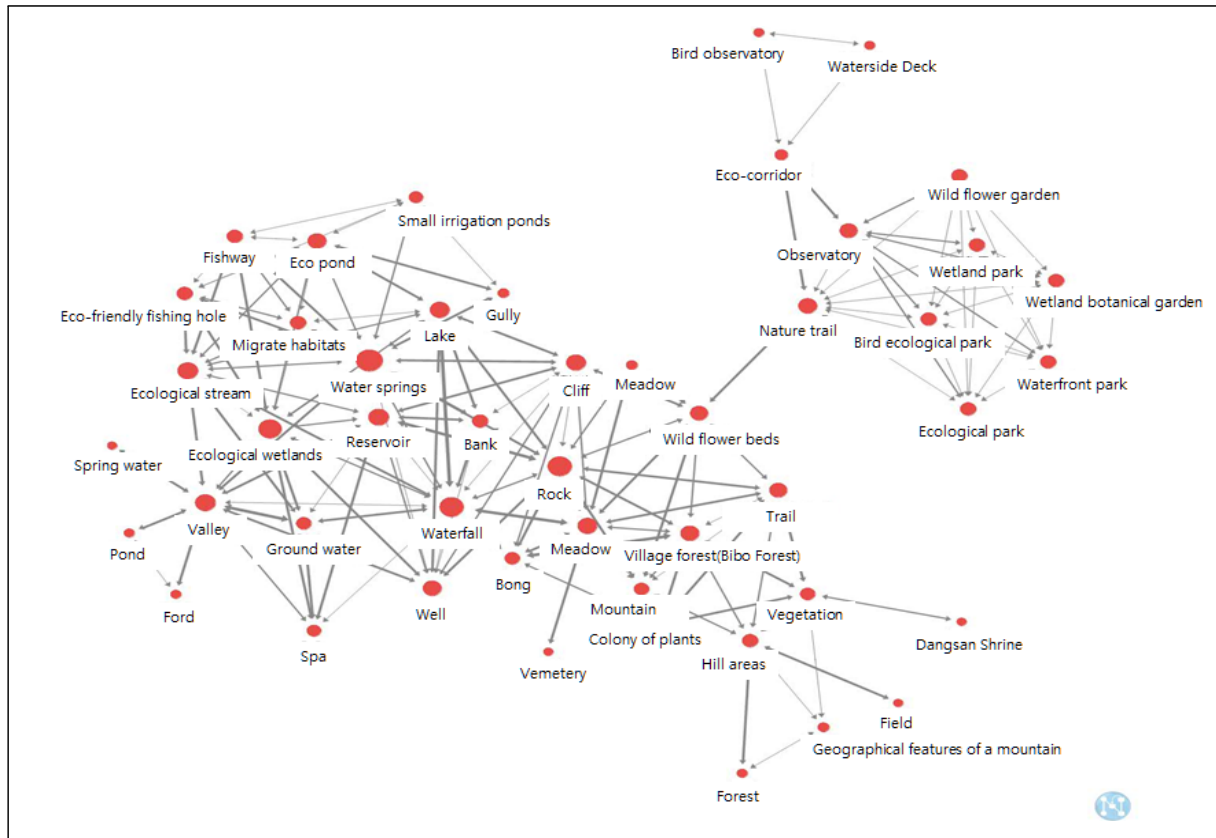 Bird observatory
Waterside Deck
Eco-corridor
Wild flower garden
Small irrigation ponds
Observatory
Fishway
Eco pond
Wetland park
Wetland botanical garden
Eco-friendly fishing hole
Gully
Migrate habitats
Lake
Nature trail
Bird ecological park
Waterfront park
Ecological stream
Water springs
Cliff
Meadow
Ecological park
Reservoir
Bank
Wild flower beds
Ecological wetlands
Spring water
Rock
Trail
Valley
Waterfall
Pond
Ground water
Meadow
Village forest(Bibo Forest)
Bong
Ford
Well
Mountain
Vegetation
Colony of plants
Dangsan Shrine
Spa
Vemetery
Hill areas
Field
Geographical features of a mountain
Forest